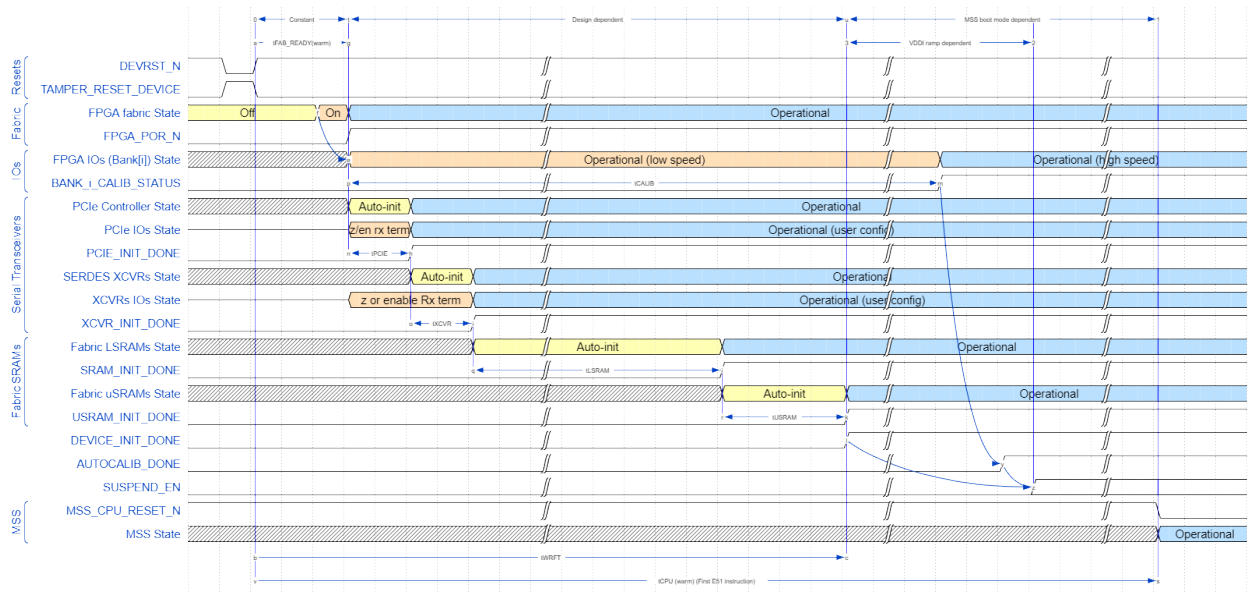 0 Constant 1 Design dependent MSS boot mode dependent
a tFAB_READY(warm) g VDDI ramp dependent
Resets
DEVRST_N
TAMPER_RESET_DEVICE
Fabric
FPGA fabric State Off On Operational
FPGA_POR_N
IOs
FPGA IOs (Bank[i]) State Operational (low speed) Operational (high speed)
BANK_i_CALIB_STATUS p tCALIB m
Serial Transceivers
PCIe Controller State Auto-init Operational
PCIe IOs State z/en rx term Operational (user config)
PCIE_INIT_DONE n tPCIE
SERDES XCVRs State Auto-init Operational
XCVRs IOs State z or enable Rx term Operational (user config)
XCVR_INIT_DONE tXCVR
Fabric SRAMs
Fabric LSRAMs State Auto-init Operational
SRAM_INIT_DONE q tLSRAM
Fabric uSRAMs State Auto-init Operational
USRAM_INIT_DONE tUSRAM
DEVICE_INIT_DONE
AUTOCALIB_DONE
SUSPEND_EN
MSS
MSS_CPU_RESET_N
MSS State Operational
b tWRFT c
v tCPU (warm) (First E51 instruction)